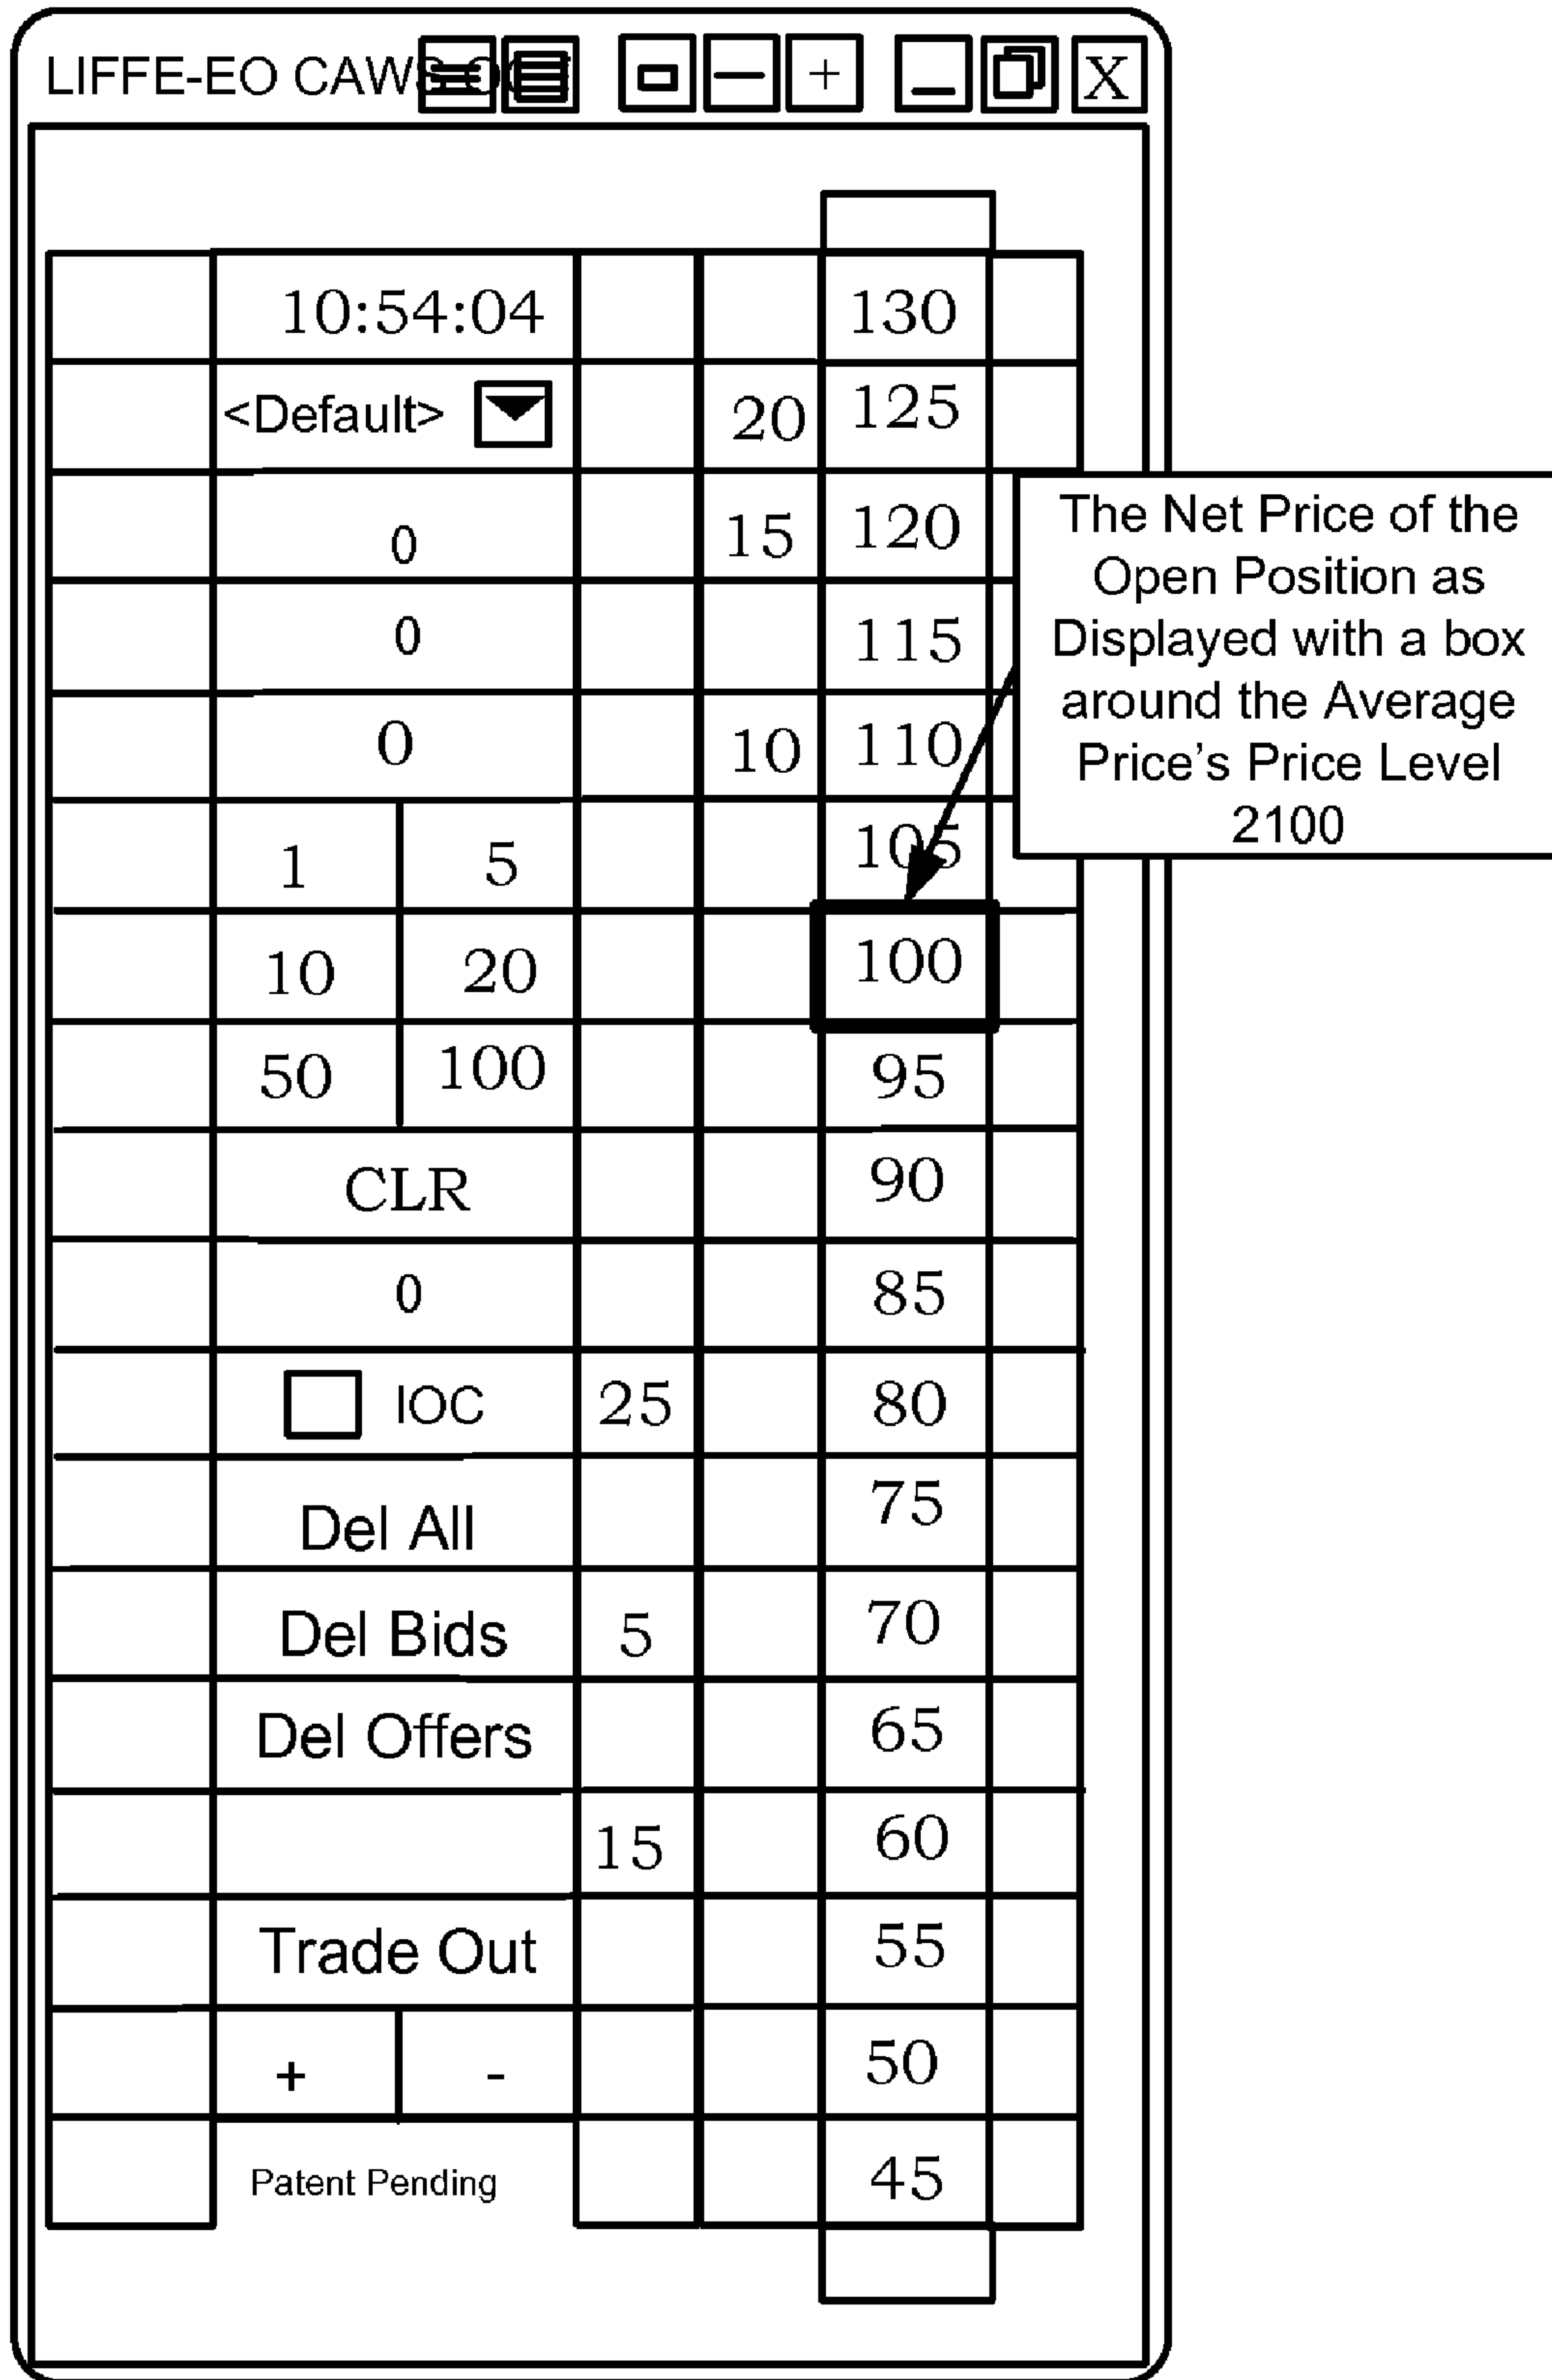 LIFFE-EO CAWS
+ X
10:54:04 130
<Default> 20 125
0 15 120
0 115
0 10 110
1 5 105
10 20 100
50 100 95
CLR 90
0 85
IOC 25 80
Del All 75
Del Bids 5 70
Del Offers 65
15 60
Trade Out 55
+ - 50
Patent Pending 45
The Net Price of the
Open Position as
Displayed with a box
around the Average
Price's Price Level
2100